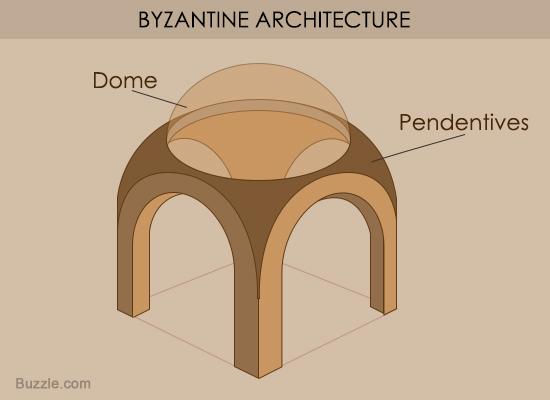 BYZANTINE ARCHITECTURE
Dome
Pendentives
Buzzle.com